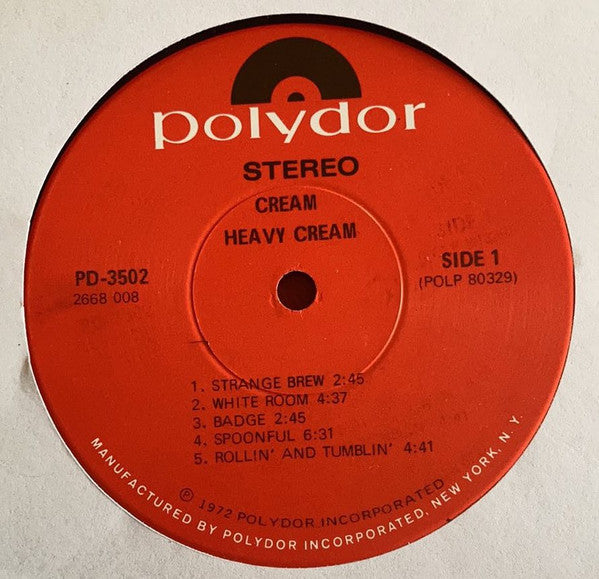 polydor
STEREO
CREAM
HEAVY CREAM
PD-3502
2668 008
SIDE 1
(POLP 80329)
1. STRANGE BREW 2:45
2. WHITE ROOM 4:37
3. BADGE 2:45
4. SPOONFUL 6:31
5. ROLLIN' AND TUMBLIN' 4:41
Ⓟ 1972 POLYDOR INCORPORATED
MANUFACTURED BY POLYDOR INCORPORATED, NEW YORK, N.Y.